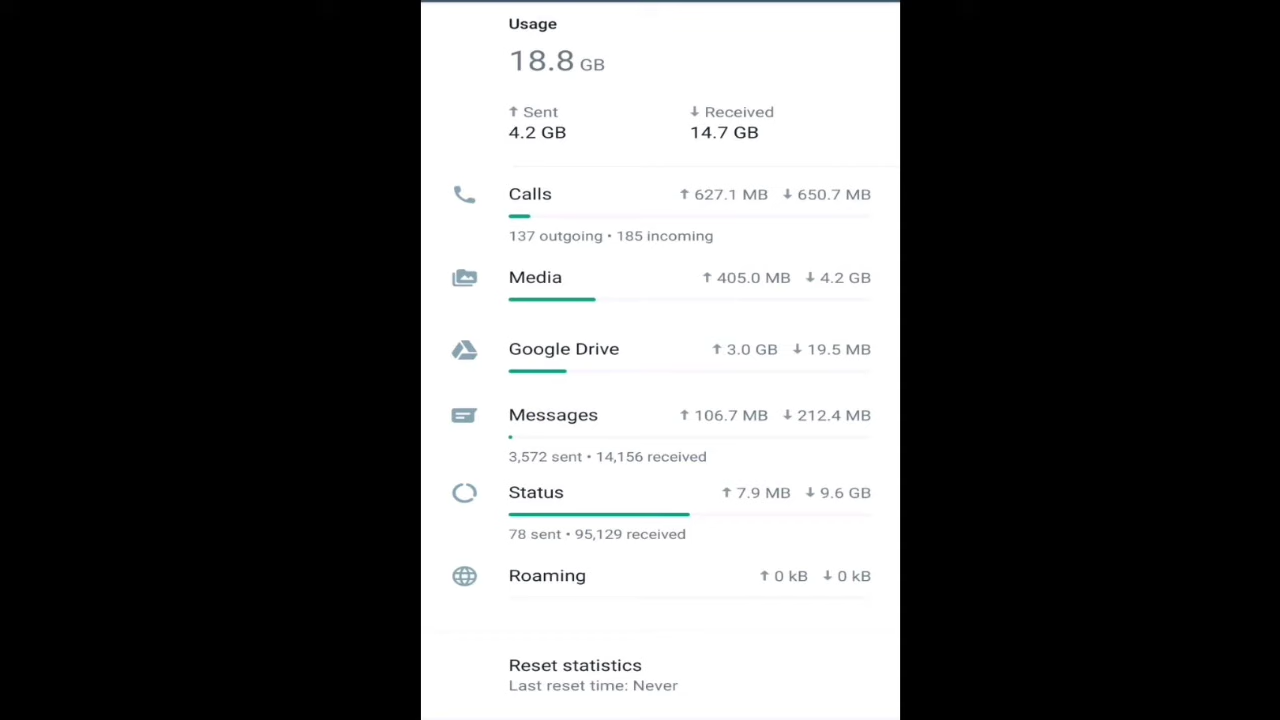 Usage
18.8 GB
↑ Sent ↓ Received
4.2 GB 14.7 GB
Calls ↑ 627.1 MB ↓ 650.7 MB
137 outgoing • 185 incoming
Media ↑ 405.0 MB ↓ 4.2 GB
Google Drive ↑ 3.0 GB ↓ 19.5 MB
Messages ↑ 106.7 MB ↓ 212.4 MB
3,572 sent • 14,156 received
Status ↑ 7.9 MB ↓ 9.6 GB
78 sent • 95,129 received
Roaming ↑ 0 kB ↓ 0 kB
Reset statistics
Last reset time: Never